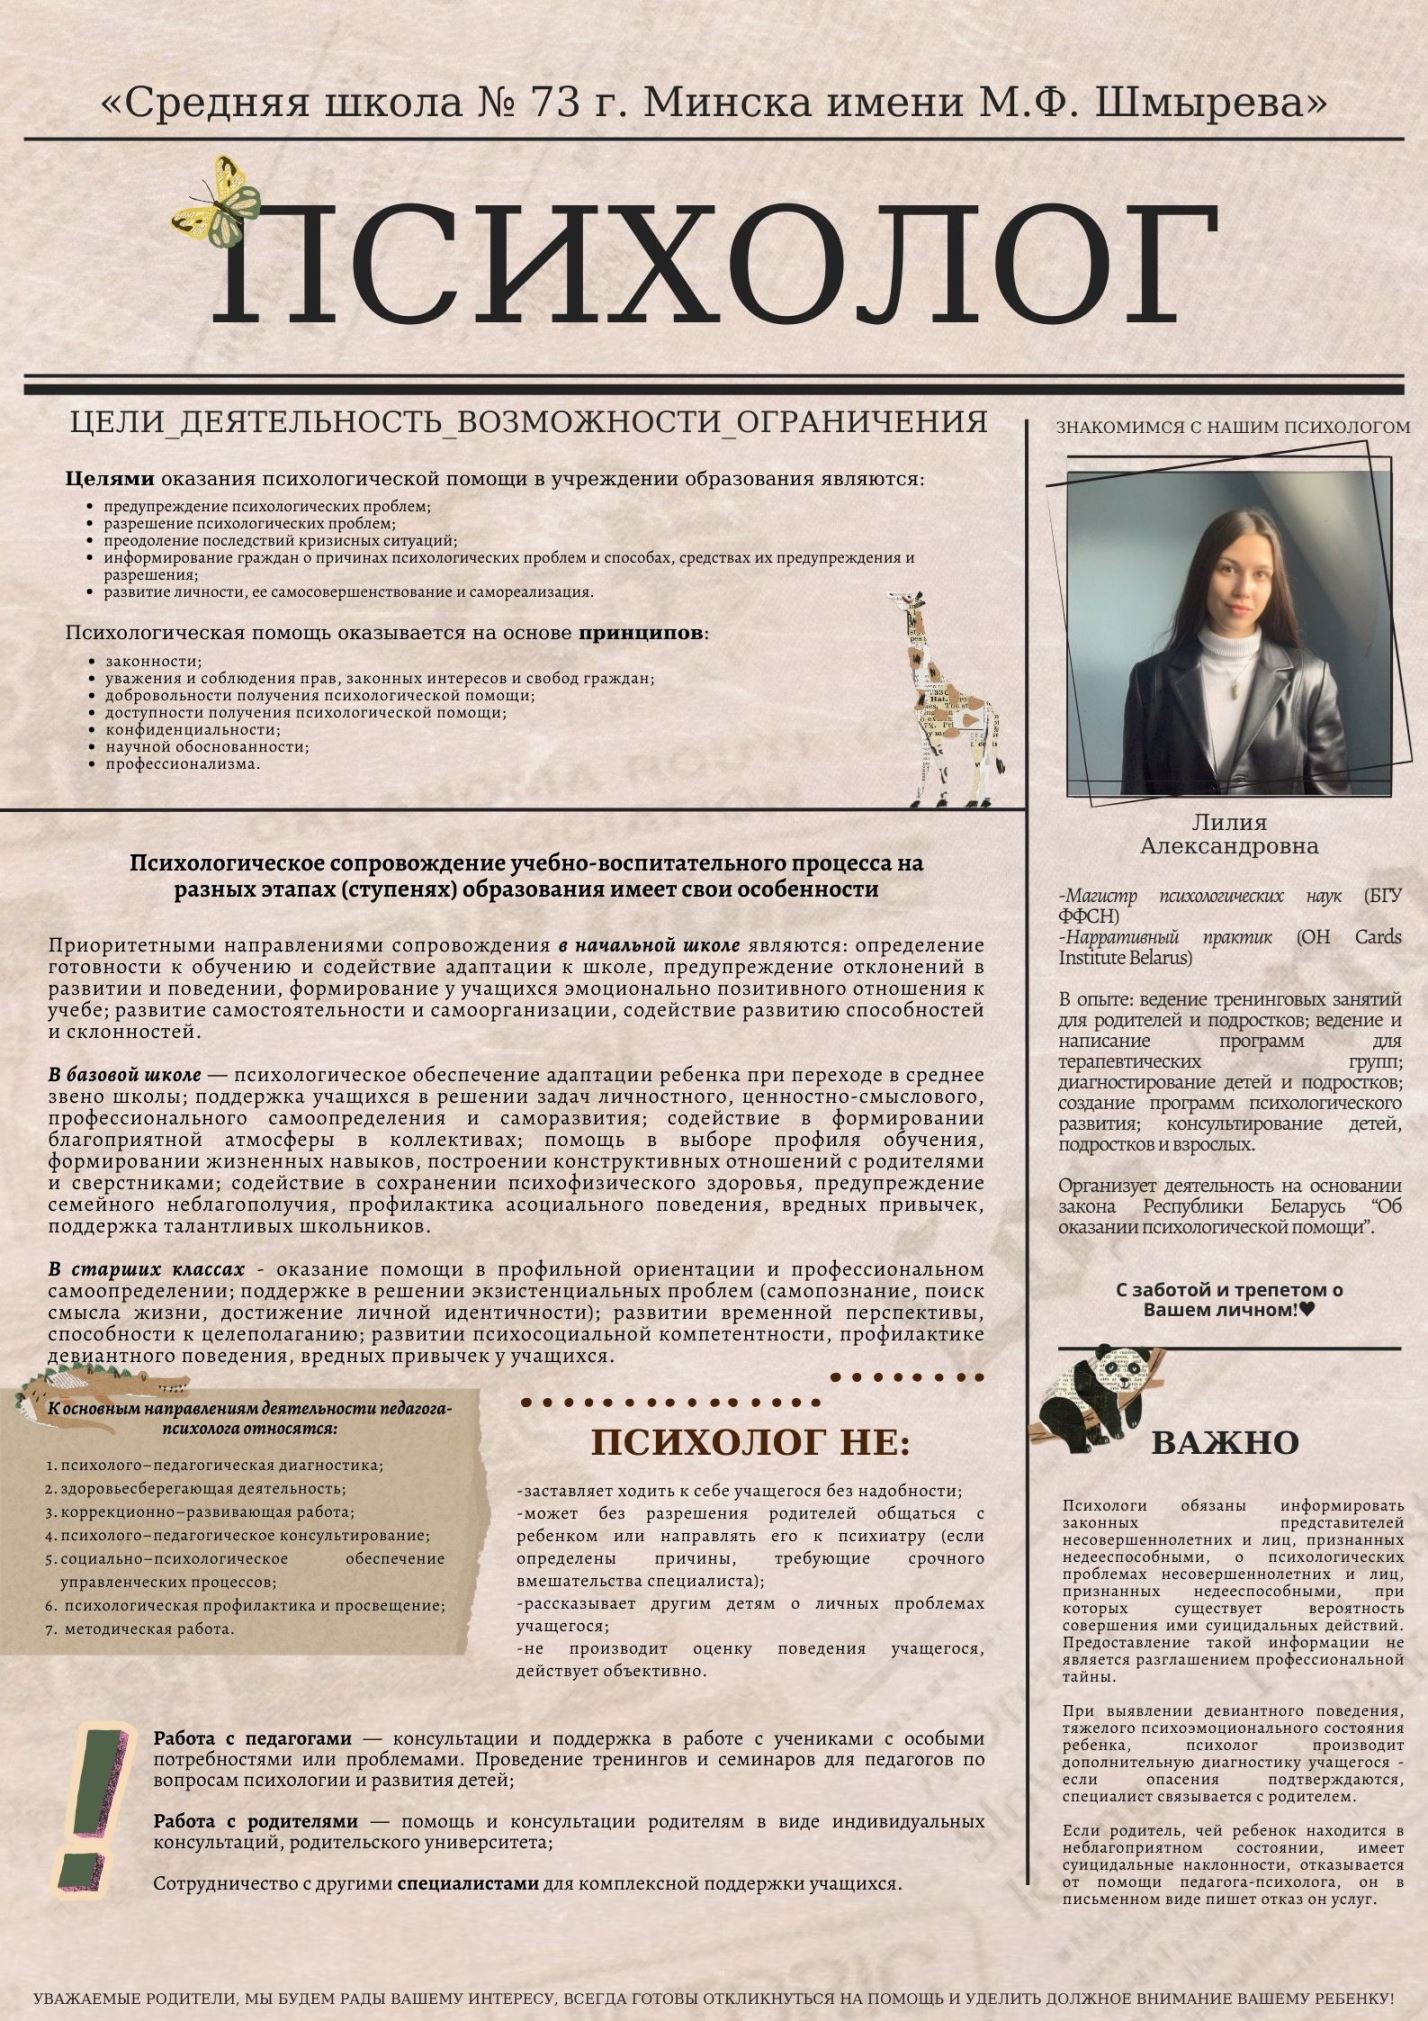 «Средняя школа № 73 г. Минска имени М.Ф. Шмырева»
ПСИХОЛОГ
ЦЕЛИ_ДЕЯТЕЛЬНОСТЬ_ВОЗМОЖНОСТИ_ОГРАНИЧЕНИЯ
Целями оказания психологической помощи в учреждении образования являются:
• предупреждение психологических проблем;
• разрешение психологических проблем;
• преодоление последствий кризисных ситуаций;
• информирование граждан о причинах психологических проблем и способах, средствах их предупреждения и
разрешения;
• развитие личности, ее самосовершенствование и самореализация.
Психологическая помощь оказывается на основе принципов:
• законности;
• уважения и соблюдения прав, законных интересов и свобод граждан;
• добровольности получения психологической помощи;
• доступности получения психологической помощи;
• конфиденциальности;
• научной обоснованности;
• профессионализма.
Психологическое сопровождение учебно-воспитательного процесса на
разных этапах (ступенях) образования имеет свои особенности
Приоритетными направлениями сопровождения в начальной школе являются: определение
готовности к обучению и содействие адаптации к школе, предупреждение отклонений в
развитии и поведении, формирование у учащихся эмоционально позитивного отношения к
учебе; развитие самостоятельности и самоорганизации, содействие развитию способностей
и склонностей.
В базовой школе — психологическое обеспечение адаптации ребенка при переходе в среднее
звено школы; поддержка учащихся в решении задач личностного, ценностно-смыслового,
профессионального самоопределения и саморазвития; содействие в формировании
благоприятной атмосферы в коллективах; помощь в выборе профиля обучения,
формировании жизненных навыков, построении конструктивных отношений с родителями
и сверстниками; содействие в сохранении психофизического здоровья, предупреждение
семейного неблагополучия, профилактика асоциального поведения, вредных привычек,
поддержка талантливых школьников.
В старших классах - оказание помощи в профильной ориентации и профессиональном
самоопределении; поддержке в решении экзистенциальных проблем (самопознание, поиск
смысла жизни, достижение личной идентичности); развитии временной перспективы,
способности к целеполаганию; развитии психосоциальной компетентности, профилактике
девиантного поведения, вредных привычек у учащихся.
К основным направлениям деятельности педагога-
психолога относятся:
1. психолого–педагогическая диагностика;
2. здоровьесберегающая деятельность;
3. коррекционно–развивающая работа;
4. психолого–педагогическое консультирование;
5. социально–психологическое обеспечение
управленческих процессов;
6. психологическая профилактика и просвещение;
7. методическая работа.
ПСИХОЛОГ НЕ:
-заставляет ходить к себе учащегося без надобности;
-может без разрешения родителей общаться с
ребенком или направлять его к психиатру (если
определены причины, требующие срочного
вмешательства специалиста);
-рассказывает другим детям о личных проблемах
учащегося;
-не производит оценку поведения учащегося,
действует объективно.
Работа с педагогами — консультации и поддержка в работе с учениками с особыми
потребностями или проблемами. Проведение тренингов и семинаров для педагогов по
вопросам психологии и развития детей;
Работа с родителями — помощь и консультации родителям в виде индивидуальных
консультаций, родительского университета;
Сотрудничество с другими специалистами для комплексной поддержки учащихся.
ЗНАКОМИМСЯ С НАШИМ ПСИХОЛОГОМ
Лилия
Александровна
-Магистр психологических наук (БГУ
ФФСН)
-Нарративный практик (OH Cards
Institute Belarus)
В опыте: ведение тренинговых занятий
для родителей и подростков; ведение и
написание программ для
терапевтических групп;
диагностирование детей и подростков;
создание программ психологического
развития; консультирование детей,
подростков и взрослых.
Организует деятельность на основании
закона Республики Беларусь “Об
оказании психологической помощи”.
С заботой и трепетом о
Вашем личном!♥
ВАЖНО
Психологи обязаны информировать
законных представителей
несовершеннолетних и лиц, признанных
недееспособными, о психологических
проблемах несовершеннолетних и лиц,
признанных недееспособными, при
которых существует вероятность
совершения ими суицидальных действий.
Предоставление такой информации не
является разглашением профессиональной
тайны.
При выявлении девиантного поведения,
тяжелого психоэмоционального состояния
ребенка, психолог производит
дополнительную диагностику учащегося -
если опасения подтверждаются,
специалист связывается с родителем.
Если родитель, чей ребенок находится в
неблагоприятном состоянии, имеет
суицидальные наклонности, отказывается
от помощи педагога-психолога, он в
письменном виде пишет отказ он услуг.
УВАЖАЕМЫЕ РОДИТЕЛИ, МЫ БУДЕМ РАДЫ ВАШЕМУ ИНТЕРЕСУ, ВСЕГДА ГОТОВЫ ОТКЛИКНУТЬСЯ НА ПОМОЩЬ И УДЕЛИТЬ ДОЛЖНОЕ ВНИМАНИЕ ВАШЕМУ РЕБЕНКУ!